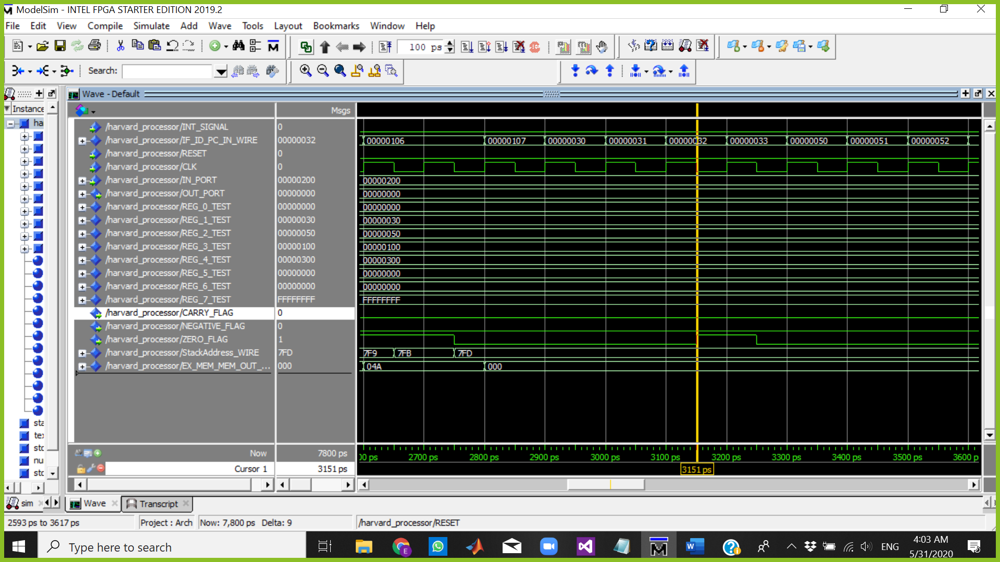 ModelSim - INTEL FPGA STARTER EDITION 2019.2
File Edit View Compile Simulate Add Wave Tools Layout Bookmarks Window Help
100 ps
Search:
Wave - Default
Instance
Msgs
ha
/harvard_processor/INT_SIGNAL 0
/harvard_processor/IF_ID_PC_IN_WIRE 00000032 00000106 00000107 00000030 00000031 00000032 00000033 00000050 00000051 00000052
/harvard_processor/RESET 0
/harvard_processor/CLK 0
/harvard_processor/IN_PORT 00000200 00000200
/harvard_processor/OUT_PORT 00000000 00000000
/harvard_processor/REG_0_TEST 00000000 00000000
/harvard_processor/REG_1_TEST 00000030 00000030
/harvard_processor/REG_2_TEST 00000050 00000050
/harvard_processor/REG_3_TEST 00000100 00000100
/harvard_processor/REG_4_TEST 00000300 00000300
/harvard_processor/REG_5_TEST 00000000 00000000
/harvard_processor/REG_6_TEST 00000000 00000000
/harvard_processor/REG_7_TEST FFFFFFFF FFFFFFFF
/harvard_processor/CARRY_FLAG 0
/harvard_processor/NEGATIVE_FLAG 0
/harvard_processor/ZERO_FLAG 1
/harvard_processor/StackAddress_WIRE 7FD 7F9 7FB 7FD
/harvard_processor/EX_MEM_MEM_OUT_... 000 04A 000
sta
tex
std
nu
std
Now 7800 ps
00 ps 2700 ps 2800 ps 2900 ps 3000 ps 3100 ps 3200 ps 3300 ps 3400 ps 3500 ps 3600 p
Cursor 1 3151 ps 3151 ps
sim Wave Transcript
2593 ps to 3617 ps Project : Arch Now: 7,800 ps Delta: 9 /harvard_processor/RESET
Type here to search
E
W
ENG
4:03 AM
5/31/2020